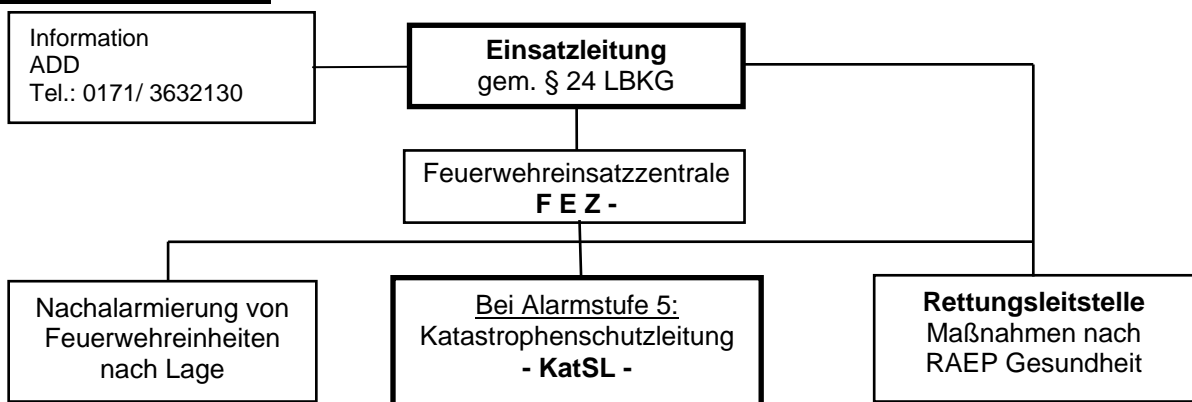 Information
ADD
Tel.: 0171/ 3632130
Einsatzleitung
gem. § 24 LBKG
Feuerwehreinsatzzentrale
F E Z -
Nachalarmierung von
Feuerwehreinheiten
nach Lage
Bei Alarmstufe 5:
Katastrophenschutzleitung
- KatSL -
Rettungsleitstelle
Maßnahmen nach
RAEP Gesundheit